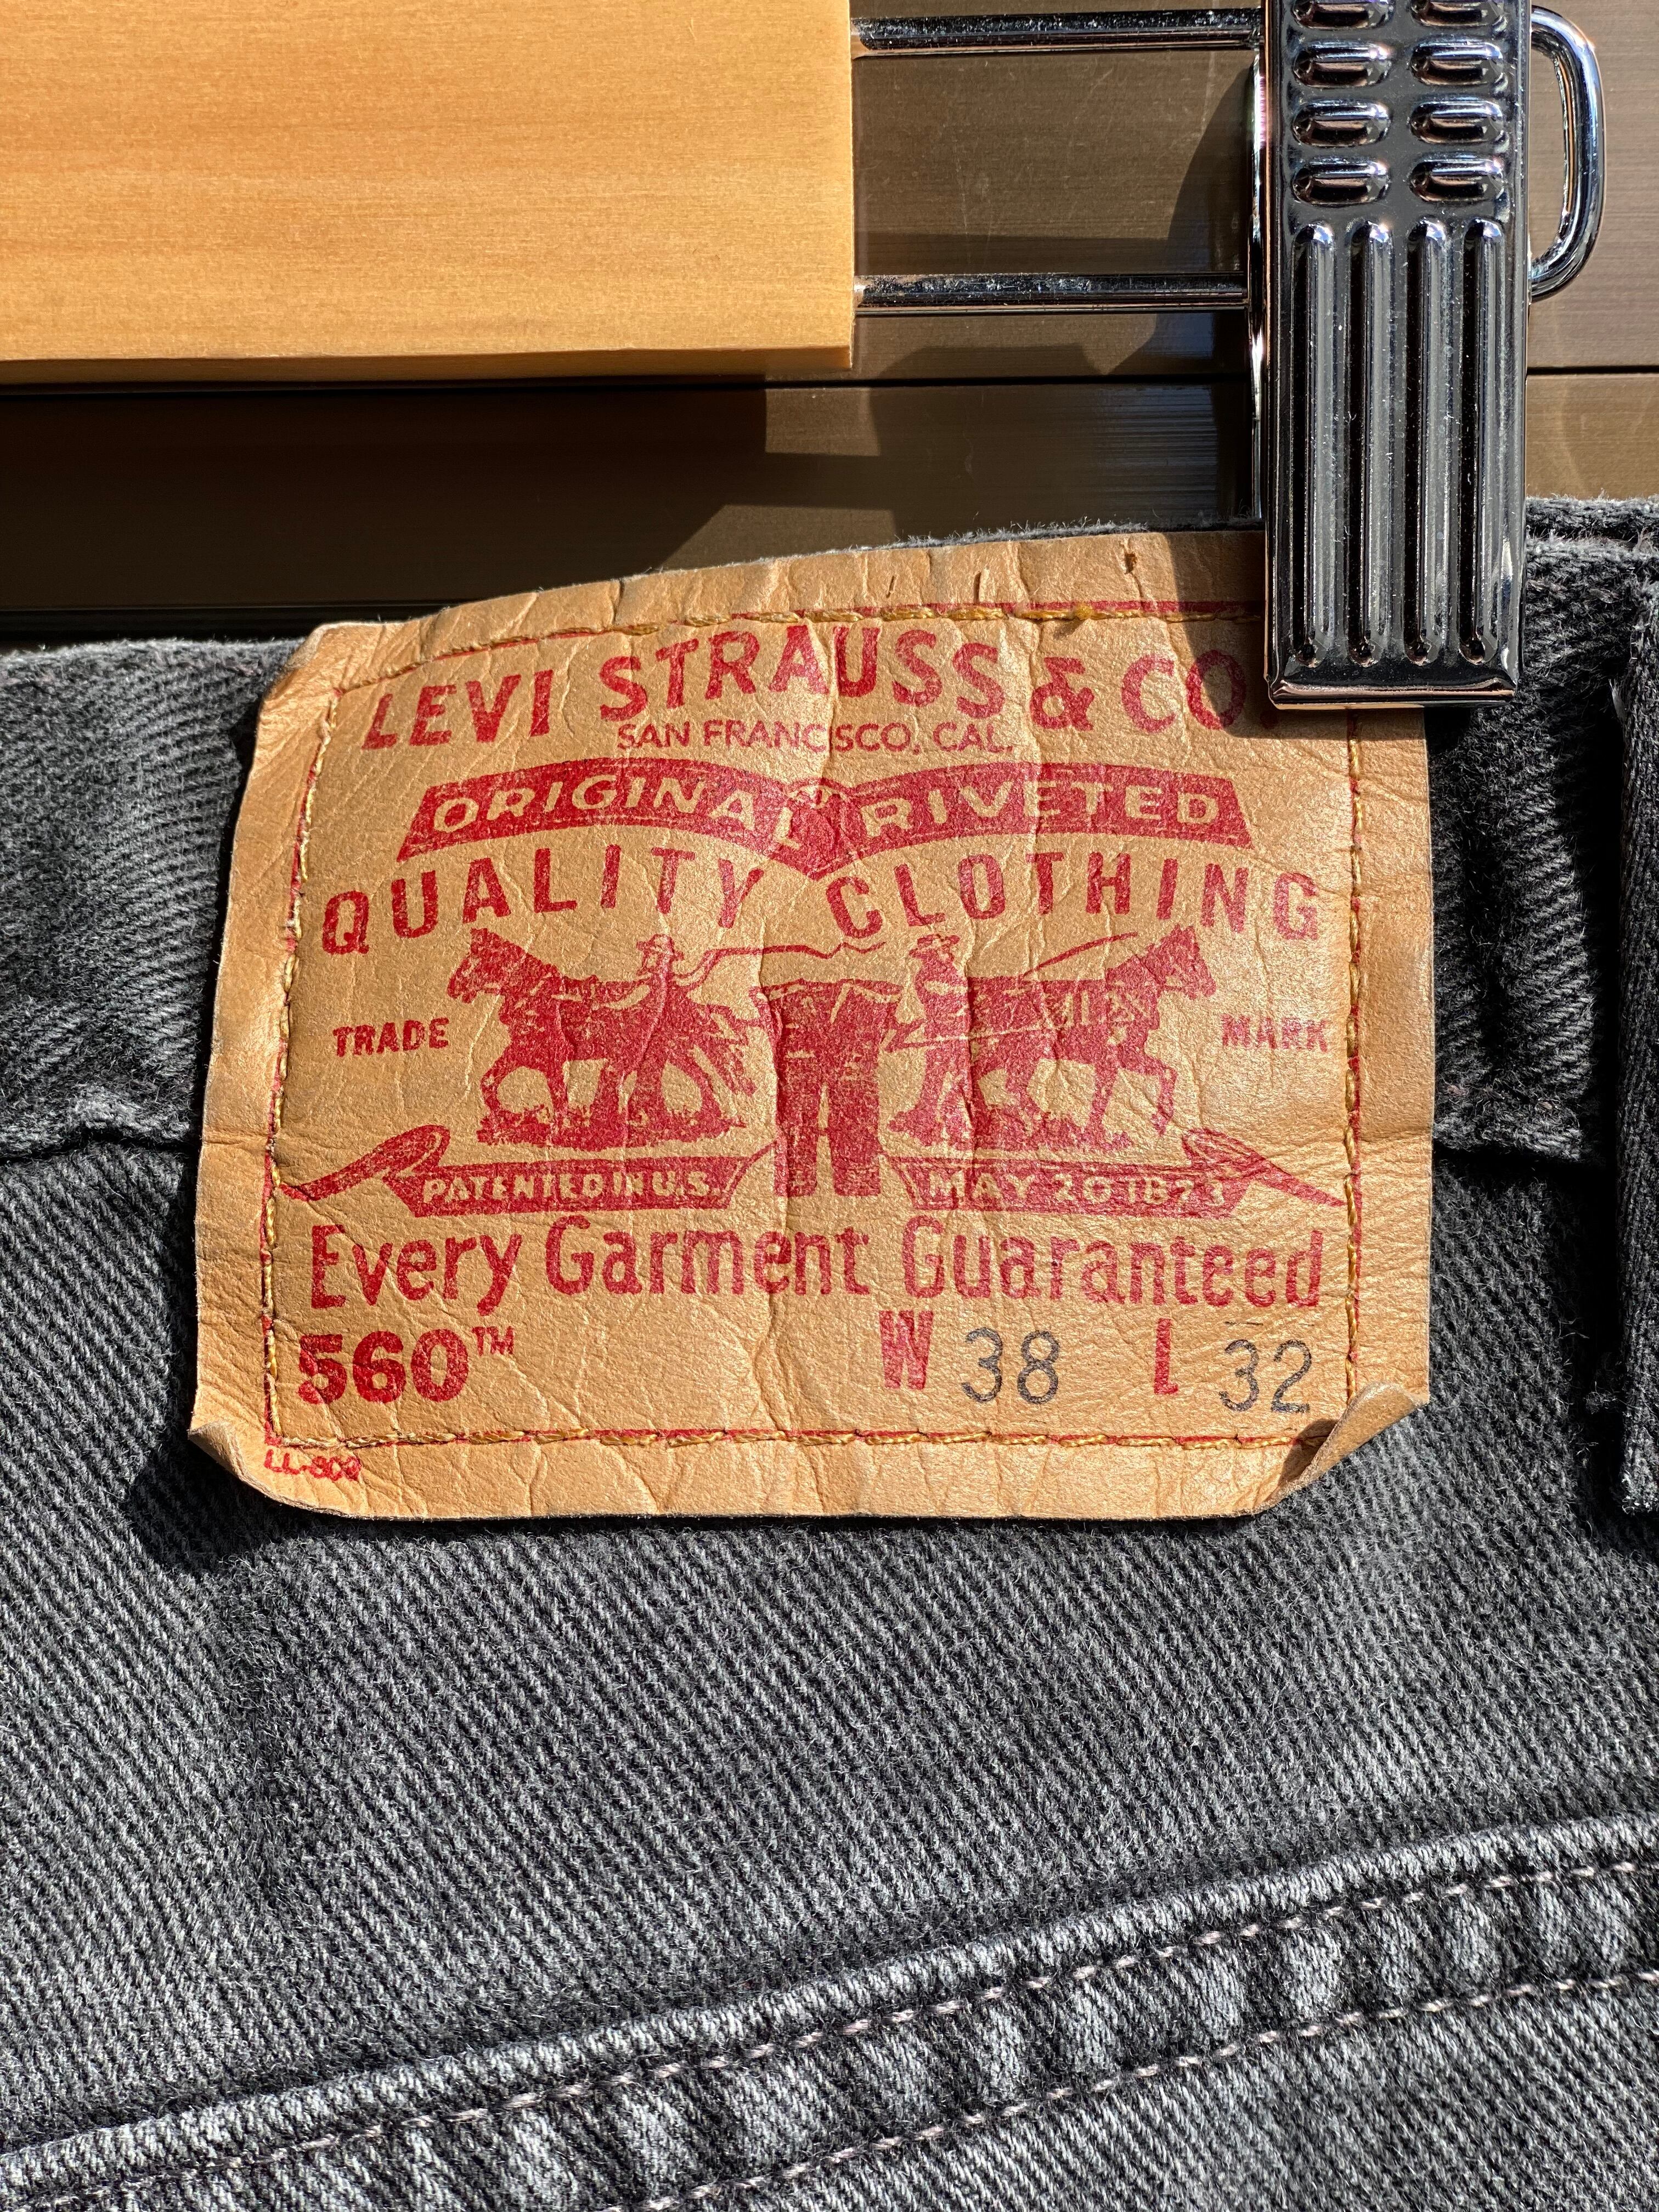 LEVI STRAUSS & CO.
SAN FRANCISCO, CAL.
ORIGINAL RIVETED
QUALITY CLOTHING
TRADE MARK
PATENTED IN U.S. MAY 20 1873
Every Garment Guaranteed
560™ W 38 L 32